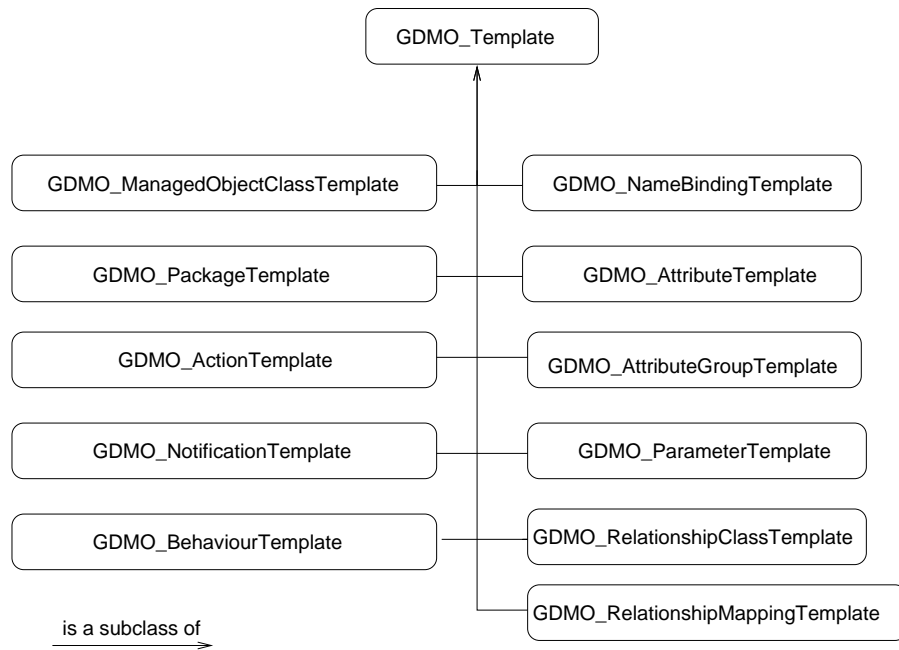 GDMO_Template
GDMO_ManagedObjectClassTemplate
GDMO_NameBindingTemplate
GDMO_PackageTemplate
GDMO_AttributeTemplate
GDMO_ActionTemplate
GDMO_AttributeGroupTemplate
GDMO_NotificationTemplate
GDMO_ParameterTemplate
GDMO_BehaviourTemplate
GDMO_RelationshipClassTemplate
GDMO_RelationshipMappingTemplate
is a subclass of